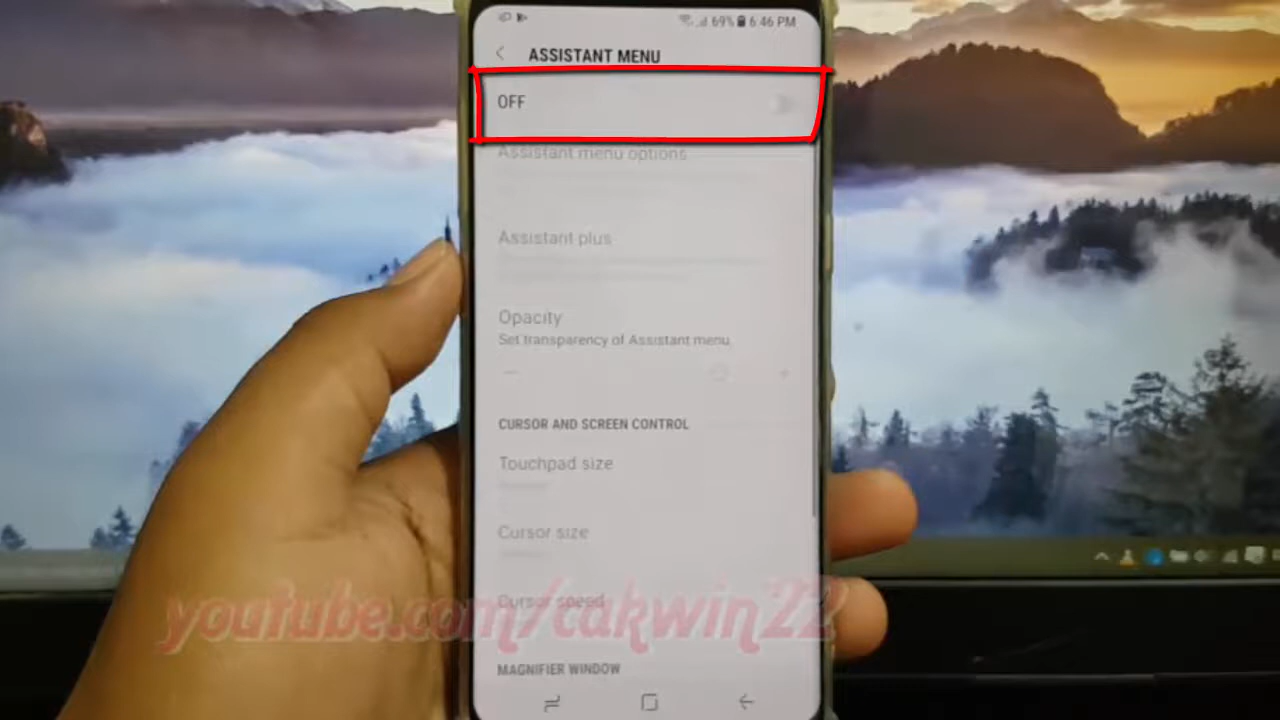 69% 6:46 PM
ASSISTANT MENU
OFF
Assistant menu options
Assistant plus
Opacity
Set transparency of Assistant menu.
CURSOR AND SCREEN CONTROL
Touchpad size
Cursor size
Cursor speed
youtube.com/cakwin22
MAGNIFIER WINDOW